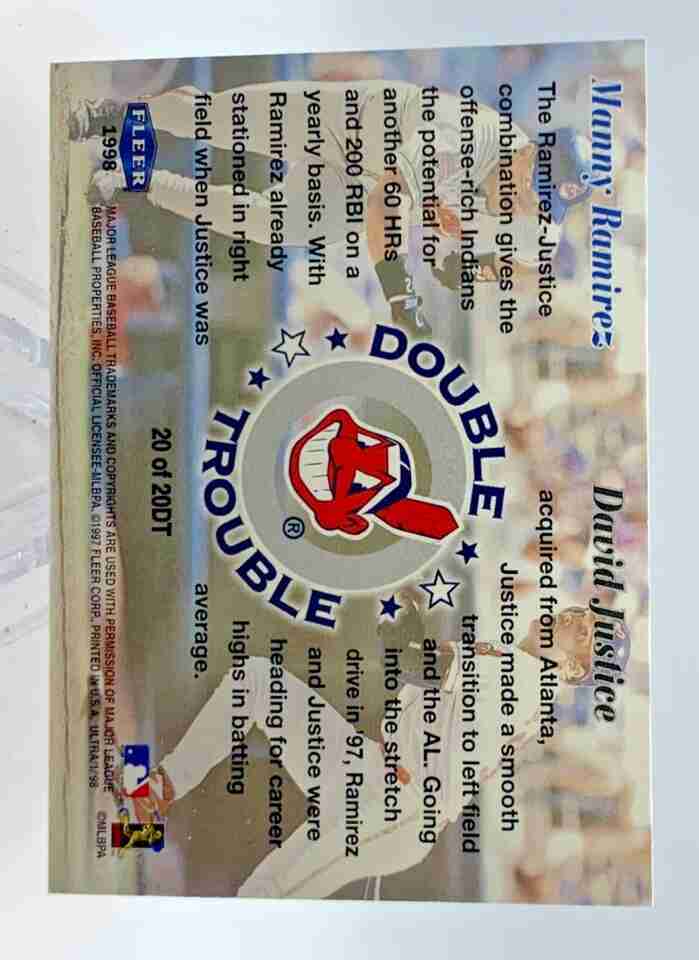 Manny Ramirez
David Justice
The Ramirez-Justice
combination gives the
offense-rich Indians
the potential for
another 60 HRs
and 200 RBI on a
yearly basis. With
Ramirez already
stationed in right
field when Justice was
acquired from Atlanta,
Justice made a smooth
transition to left field
and the AL. Going
into the stretch
drive in '97, Ramirez
and Justice were
heading for career
highs in batting
average.
DOUBLE
TROUBLE
®
20 of 20DT
FLEER
1998
MAJOR LEAGUE BASEBALL TRADEMARKS AND COPYRIGHTS ARE USED WITH PERMISSION OF MAJOR LEAGUE
BASEBALL PROPERTIES, INC. OFFICIAL LICENSEE-MLBPA. ©1997 FLEER CORP. PRINTED IN U.S.A. ULTRA/1/98
©MLBPA